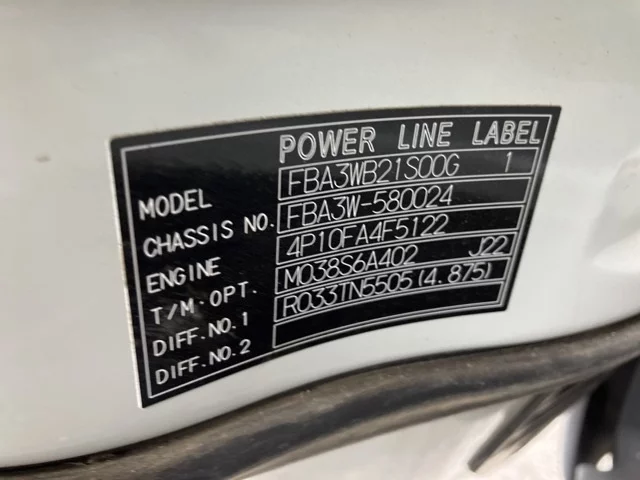 POWER LINE LABEL
MODEL FBA3WB21S00G 1
CHASSIS NO. FBA3W-580024
ENGINE 4P10FA4F5122
T/M.OPT. M038S6A402 J22
DIFF.NO.1 R033TN5505(4.875)
DIFF.NO.2